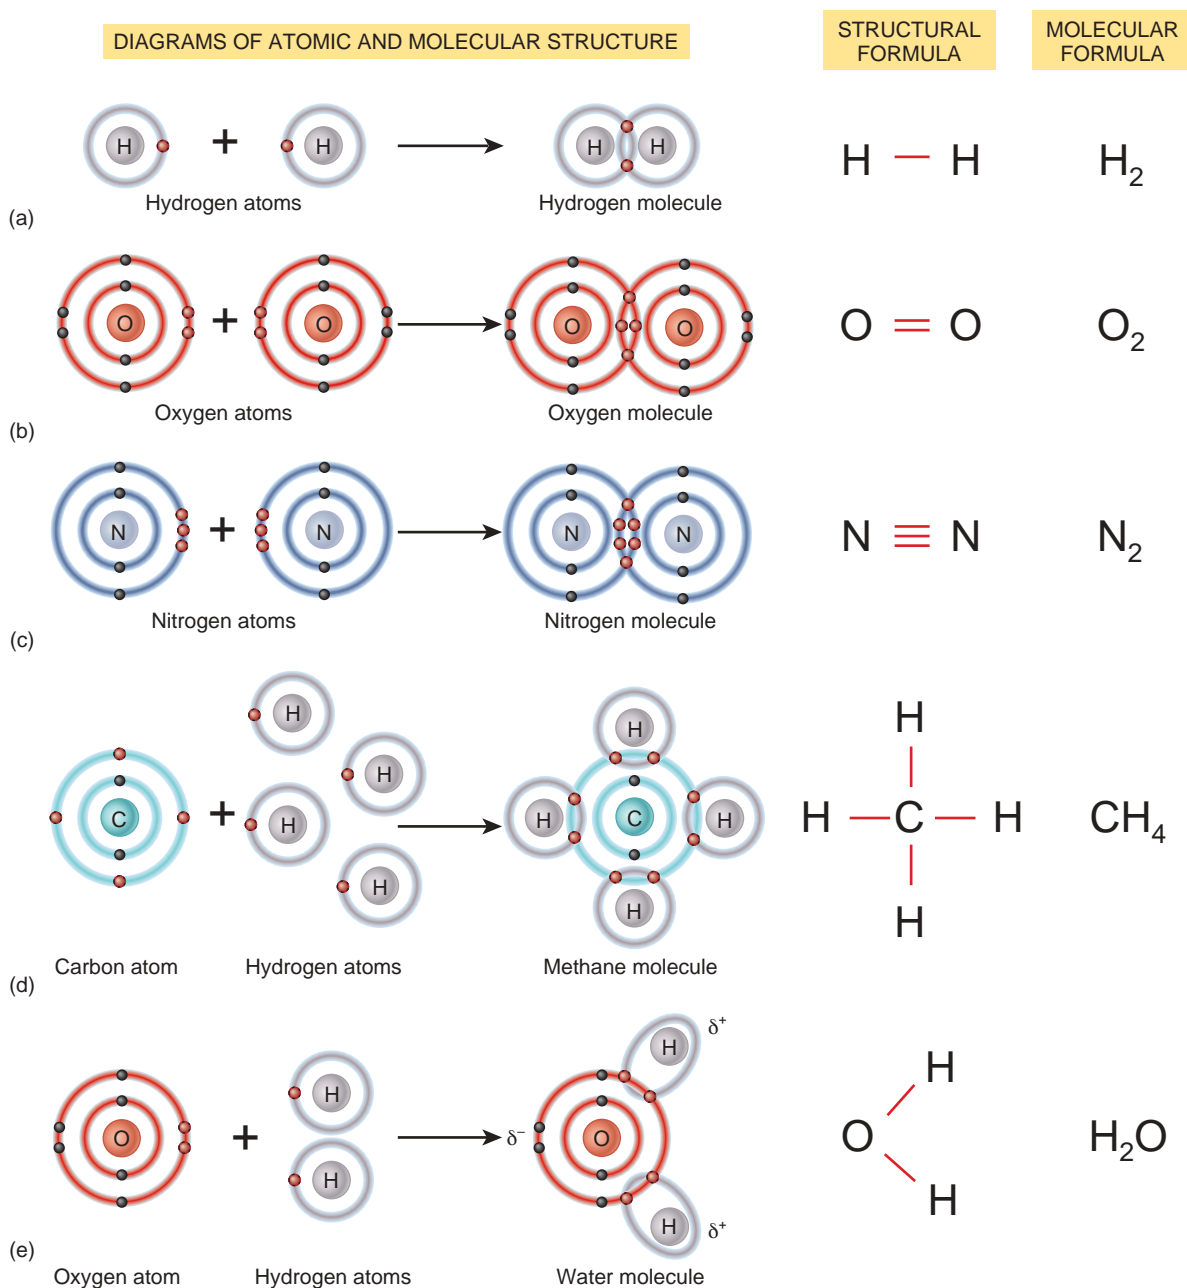 DIAGRAMS OF ATOMIC AND MOLECULAR STRUCTURE
STRUCTURAL
FORMULA
MOLECULAR
FORMULA
H + H H H H — H H₂
Hydrogen atoms Hydrogen molecule
(a)
O + O O O O = O O₂
Oxygen atoms Oxygen molecule
(b)
N + N N N N ≡ N N₂
Nitrogen atoms Nitrogen molecule
(c)
H
H
H
H
C + H H C H H — C — H CH₄
H
H
H
Carbon atom Hydrogen atoms Methane molecule
(d)
H δ⁺
H
H
O + δ⁻ O O H₂O
H
H
H δ⁺
(e)
Oxygen atom Hydrogen atoms Water molecule